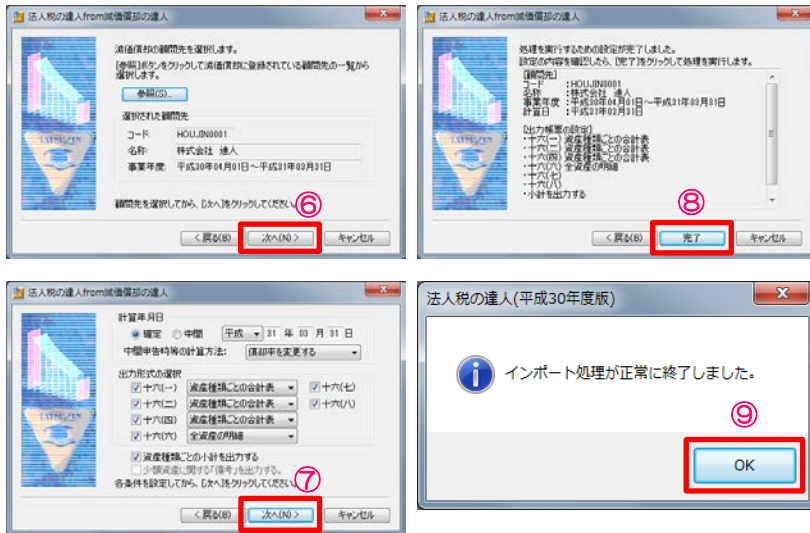 法人税の達人from減価償却の達人
減価償却の顧問先を選択します。
[参照]ボタンをクリックして減価償却に登録されている顧問先の一覧から
選択します。
参照(S)...
選択された顧問先
コード HOUJIN0001
名称 株式会社 達人
事業年度 平成30年04月01日～平成31年03月31日
顧問先を選択してから、[次へ]をクリックしてください。
⑥
< 戻る(B) 次へ(N) > キャンセル
法人税の達人from減価償却の達人
処理を実行するための設定が完了しました。
設定の内容を確認したら、[完了]をクリックして処理を実行します。
[顧問先]
コード :HOUJIN0001
名称 :株式会社 達人
事業年度 :平成30年04月01日～平成31年03月31日
計算日 :平成31年03月31日
[出力帳票の設定]
・十六(一) 資産種類ごとの合計表
・十六(二) 資産種類ごとの合計表
・十六(四) 資産種類ごとの合計表
・十六(六) 全資産の明細
・十六(七)
・十六(八)
・小計を出力する
⑧
< 戻る(B) 完了 キャンセル
法人税の達人from減価償却の達人
計算年月日
確定 中間 平成 31 年 03 月 31 日
中間申告時等の計算方法: 償却率を変更する
出力形式の選択
十六(一) 資産種類ごとの合計表 十六(七)
十六(二) 資産種類ごとの合計表 十六(八)
十六(四) 資産種類ごとの合計表
十六(六) 全資産の明細
資産種類ごとの小計を出力する
少額資産に関する「備考」を出力する。
各条件を設定してから、[次へ]をクリックしてください。
⑦
< 戻る(B) 次へ(N) > キャンセル
法人税の達人(平成30年度版)
インポート処理が正常に終了しました。
⑨
OK